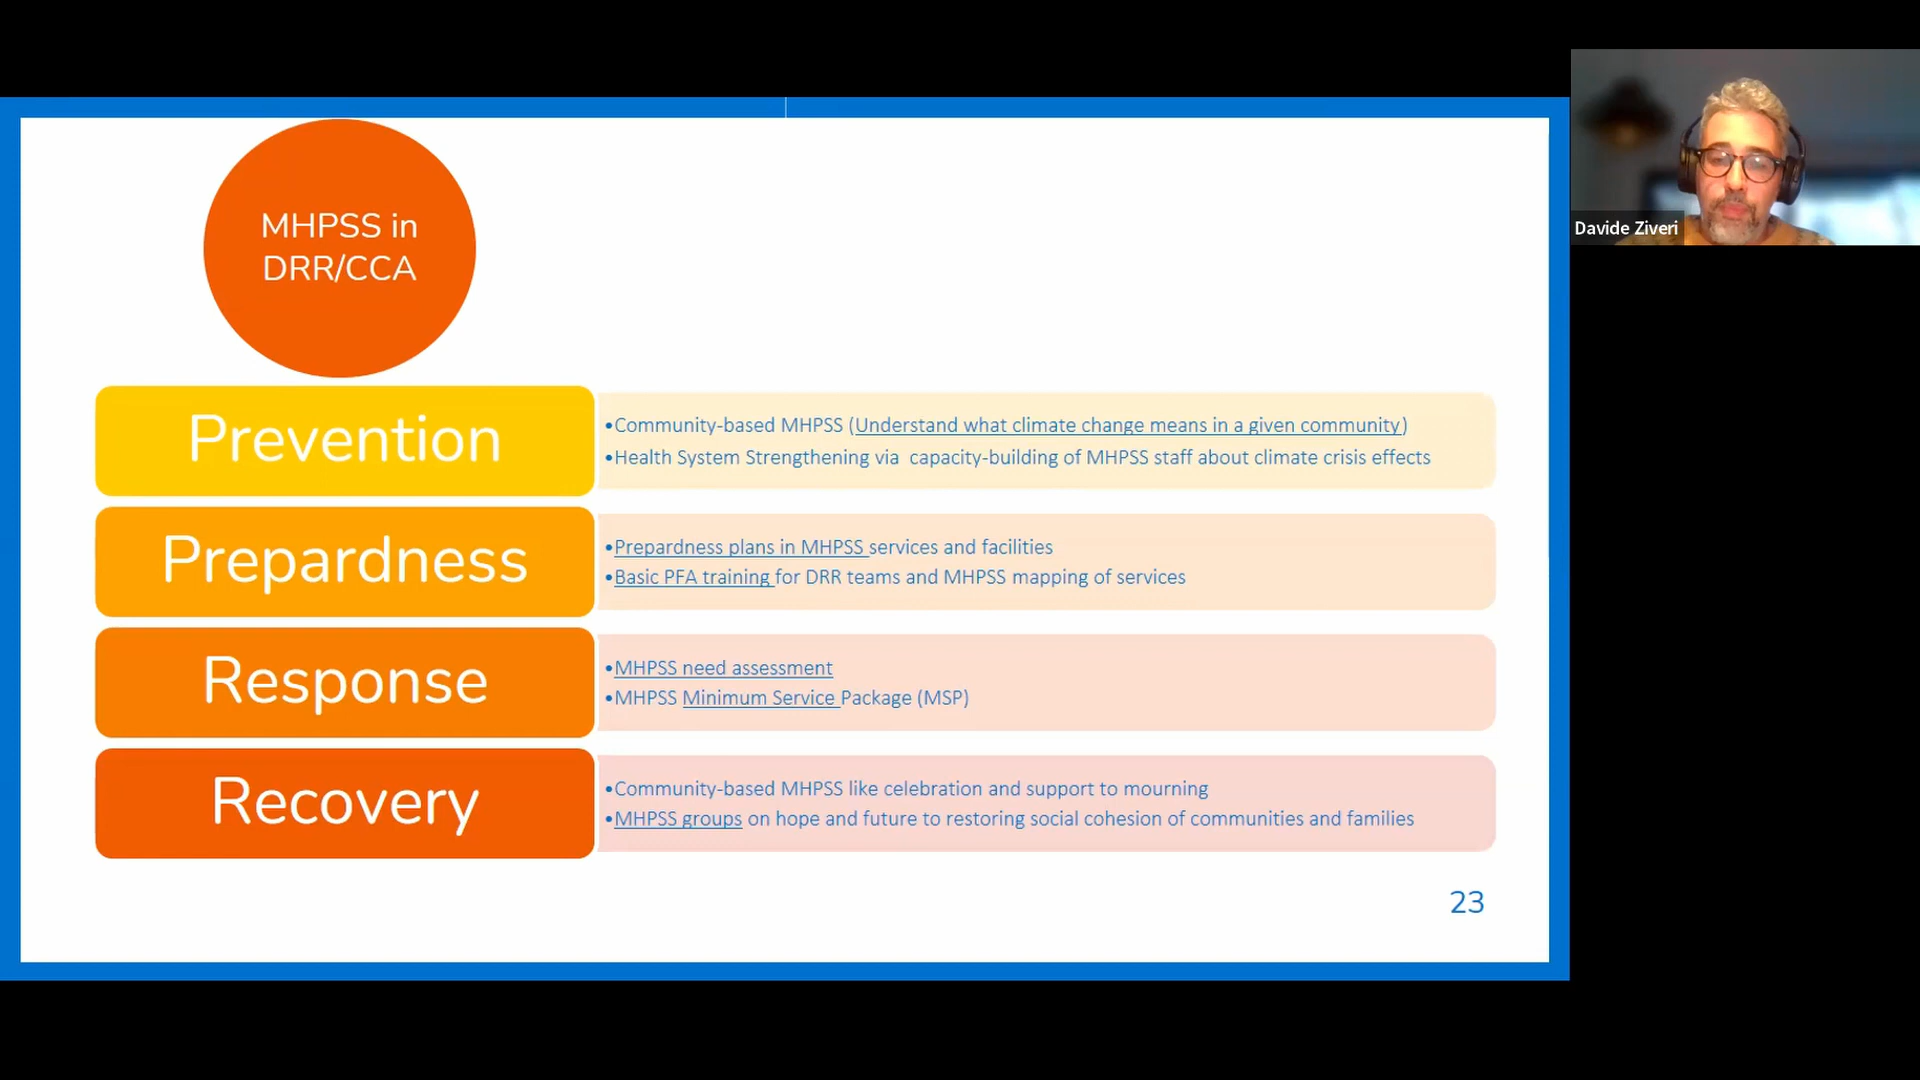 MHPSS in
DRR/CCA
Davide Ziveri
Prevention
•Community-based MHPSS (Understand what climate change means in a given community)
•Health System Strengthening via capacity-building of MHPSS staff about climate crisis effects
Prepardness
•Prepardness plans in MHPSS services and facilities
•Basic PFA training for DRR teams and MHPSS mapping of services
Response
•MHPSS need assessment
•MHPSS Minimum Service Package (MSP)
Recovery
•Community-based MHPSS like celebration and support to mourning
•MHPSS groups on hope and future to restoring social cohesion of communities and families
23